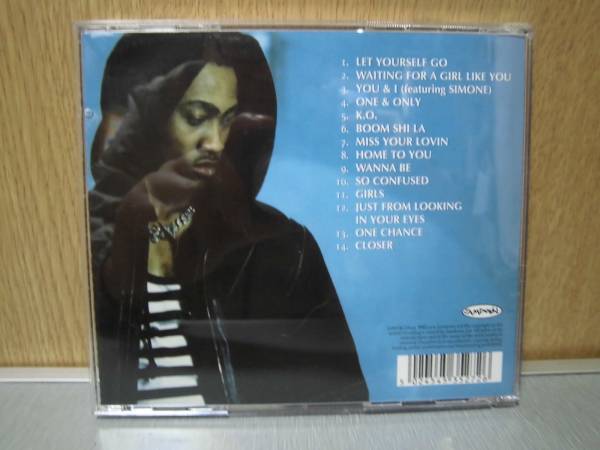 1. LET YOURSELF GO
2. WAITING FOR A GIRL LIKE YOU
3. YOU & I (featuring SIMONE)
4. ONE & ONLY
5. K.O.
6. BOOM SHI LA
7. MISS YOUR LOVIN
8. HOME TO YOU
9. WANNA BE
10. SO CONFUSED
11. GIRLS
12. JUST FROM LOOKING
IN YOUR EYES
13. ONE CHANCE
14. CLOSER